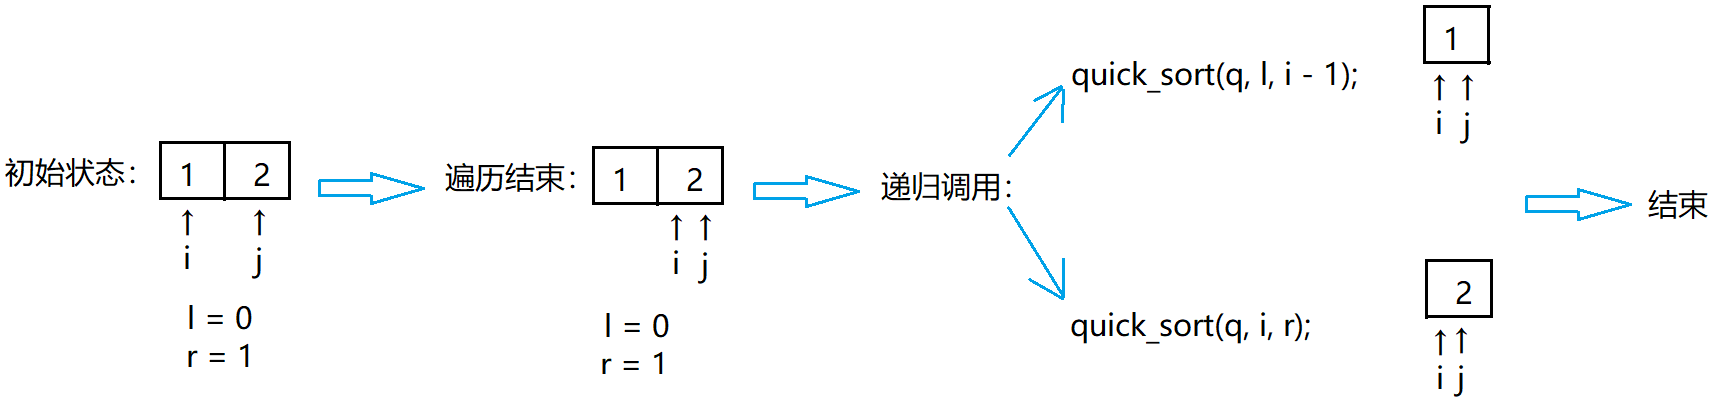 初始状态：
1 2
i j
l = 0
r = 1
遍历结束：
1 2
i j
l = 0
r = 1
递归调用：
quick_sort(q, l, i - 1);
1
i j
quick_sort(q, i, r);
2
i j
结束